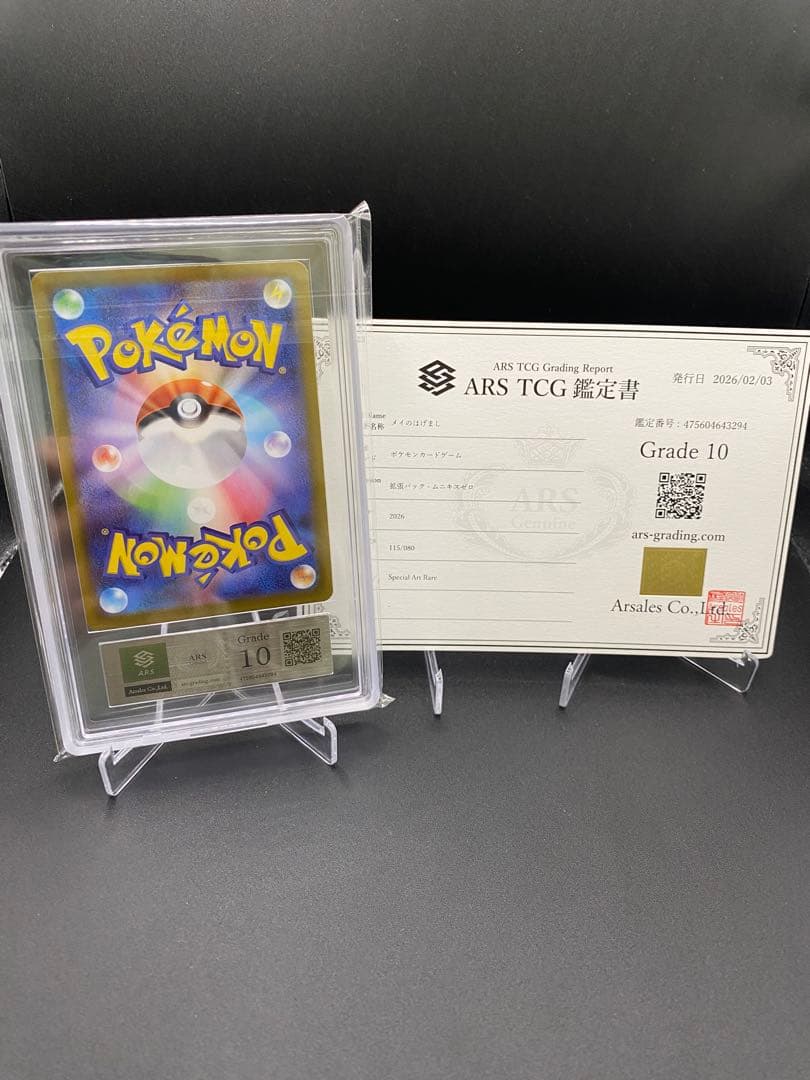 POKéMON
POKéMON
ARS
Arsales Co.,Ltd.
ARS
ars-grading.com
Grade
10
475604643294
ARS TCG Grading Report
ARS TCG 鑑定書
発行日 2026/02/03
鑑定番号 : 475604643294
Grade 10
ars-grading.com
Arsales Co.,Ltd.
Name
名称
メイのはげまし
ド
ポケモンカードゲーム
sion
拡張パック・ムニキスゼロ
2026
115/080
Special Art Rare
ARS
Genuine